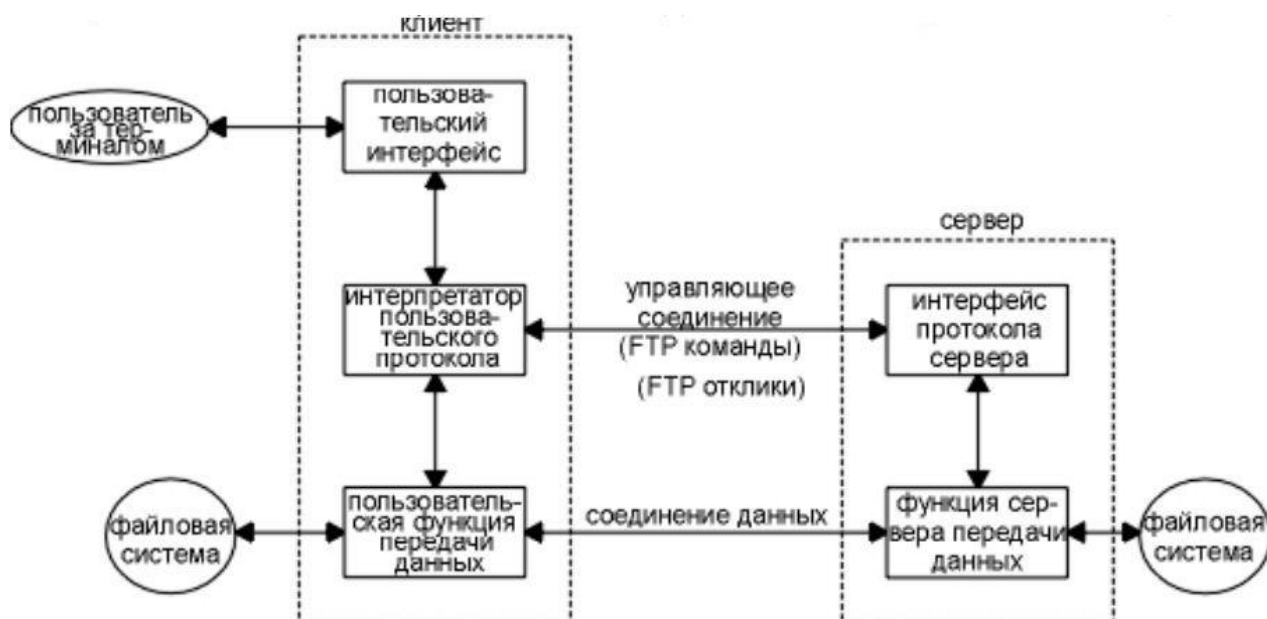 клиент
пользователь
за тер-
миналом
пользова-
тельский
интерфейс
сервер
интерпретатор
пользова-
тельского
протокола
управляющее
соединение
(FTP команды)
(FTP отклики)
интерфейс
протокола
сервера
файловая
система
пользователь-
ская функция
передачи
данных
соединение данных
функция сер-
вера передачи
данных
файловая
система